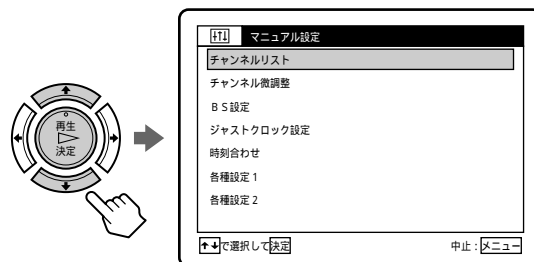 再生
決定
マニュアル設定
チャンネルリスト
チャンネル微調整
BS設定
ジャストクロック設定
時刻合わせ
各種設定1
各種設定2
↑↓で選択して決定
中止:メニュー